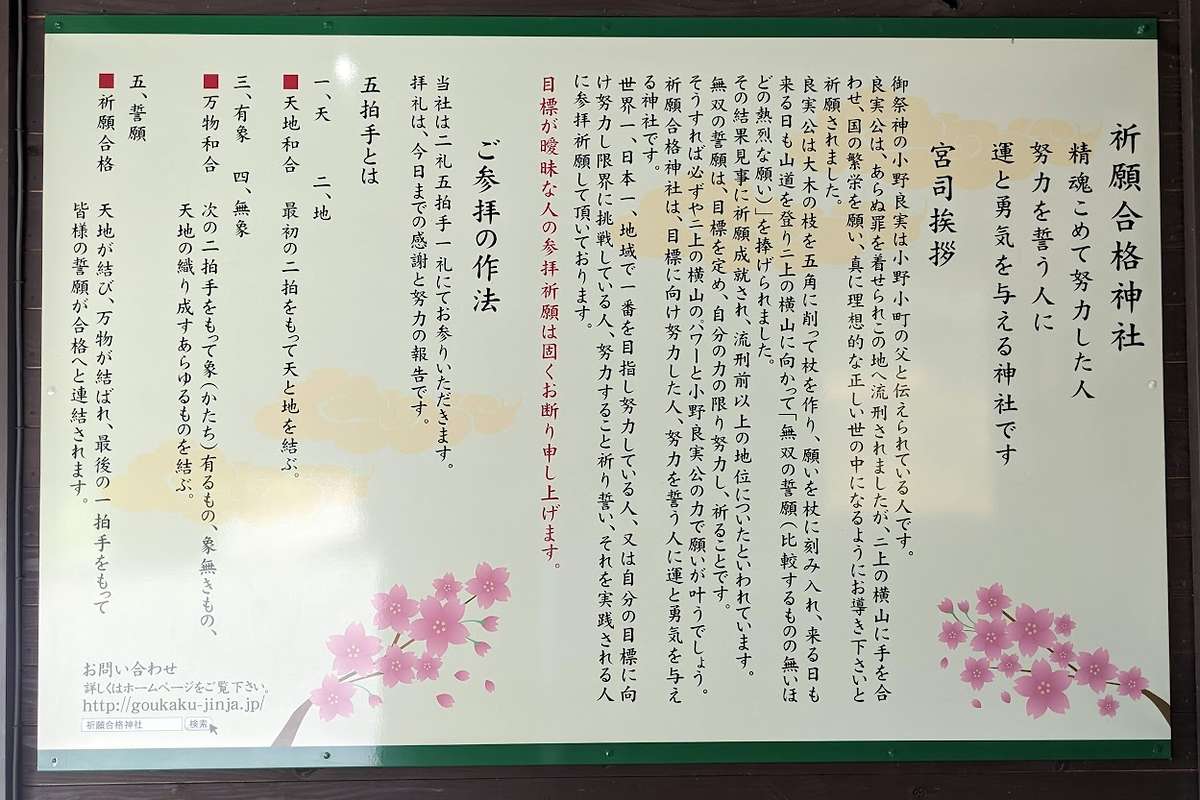 祈願合格神社
精魂こめて努力した人
努力を誓う人に
運と勇気を与える神社です
宮司挨拶
御祭神の小野良実は小野小町の父と伝えられている人です。
良実公は、あらぬ罪を着せられこの地へ流刑されましたが、二上の横山に手を合
わせ、国の繁栄を願い、真に理想的な正しい世の中になるようにお導き下さいと
祈願されました。
良実公は大木の枝を五角に削って杖を作り、願いを杖に刻み入れ、来る日も
来る日も山道を登り二上の横山に向かって「無双の誓願(比較するものの無いほ
どの熱烈な願い)」を捧げられました。
その結果見事に祈願成就され、流刑前以上の地位についたといわれています。
無双の誓願は、目標を定め、自分の力の限り努力し、祈ることです。
そうすれば必ずや二上の横山のパワーと小野良実公の力で願いが叶うでしょう。
祈願合格神社は、目標に向け努力した人、努力を誓う人に運と勇気を与え
る神社です。
世界一、日本一、地域で一番を目指し努力している人、又は自分の目標に向
け努力し限界に挑戦している人、努力すること祈り誓い、それを実践される人
に参拝祈願して頂いております。
目標が曖昧な人の参拝祈願は固くお断り申し上げます。
ご参拝の作法
当社は二礼五拍手一礼にてお参りいただきます。
拝礼は、今日までの感謝と努力の報告です。
五拍手とは
一、天 二、地
■天地和合 最初の二拍をもって天と地を結ぶ。
三、有象 四、無象
■万物和合 次の二拍手をもって象(かたち)有るもの、象無きもの、
天地の織り成すあらゆるものを結ぶ。
五、誓願
■祈願合格 天地が結び、万物が結ばれ、最後の一拍手をもって
皆様の誓願が合格へと連結されます。
お問い合わせ
詳しくはホームページをご覧下さい。
http://goukaku-jinja.jp/
祈願合格神社 検索